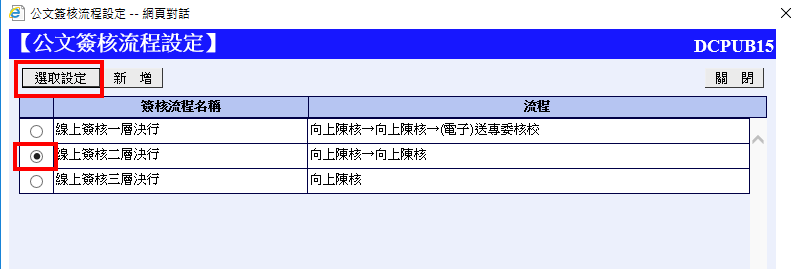 公文簽核流程設定 -- 網頁對話
【公文簽核流程設定】 DCPUB15
選取設定 新 增 關 閉
簽核流程名稱 流程
線上簽核一層決行 向上陳核→向上陳核→(電子)送專委核校
線上簽核二層決行 向上陳核→向上陳核
線上簽核三層決行 向上陳核